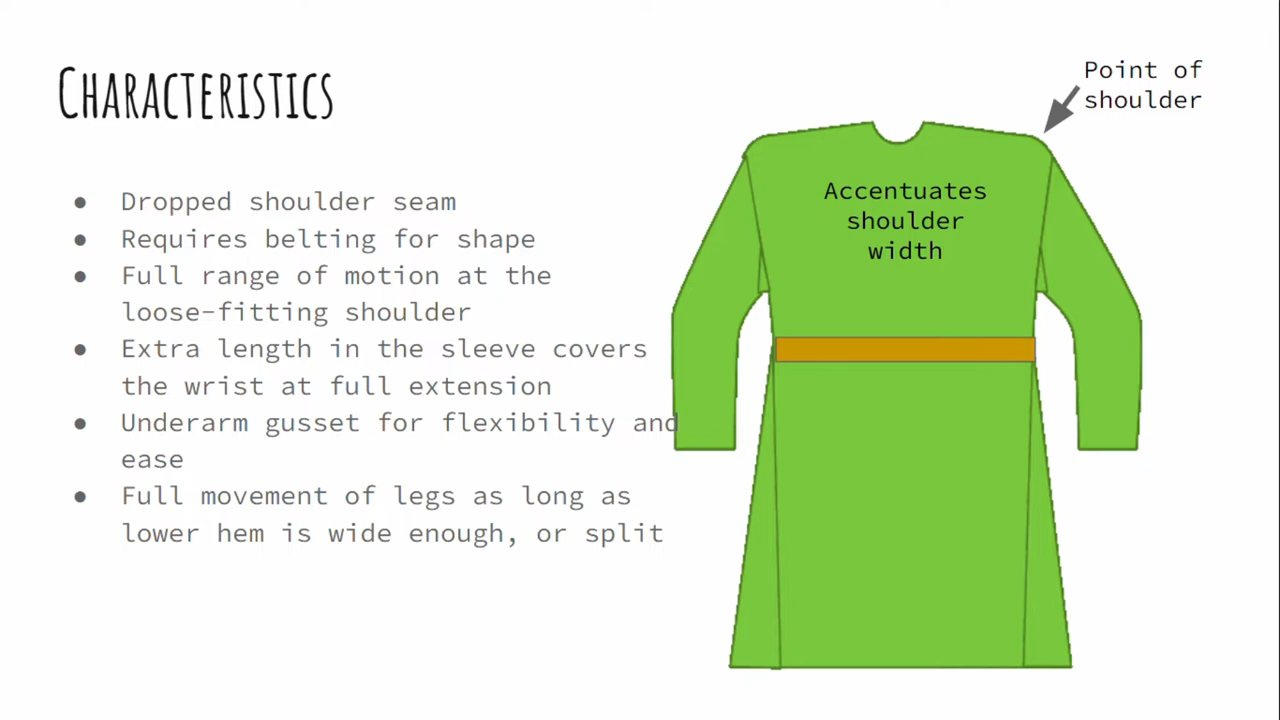 Characteristics
● Dropped shoulder seam
● Requires belting for shape
● Full range of motion at the
loose-fitting shoulder
● Extra length in the sleeve covers
the wrist at full extension
● Underarm gusset for flexibility and
ease
● Full movement of legs as long as
lower hem is wide enough, or split
Point of
shoulder
Accentuates
shoulder
width